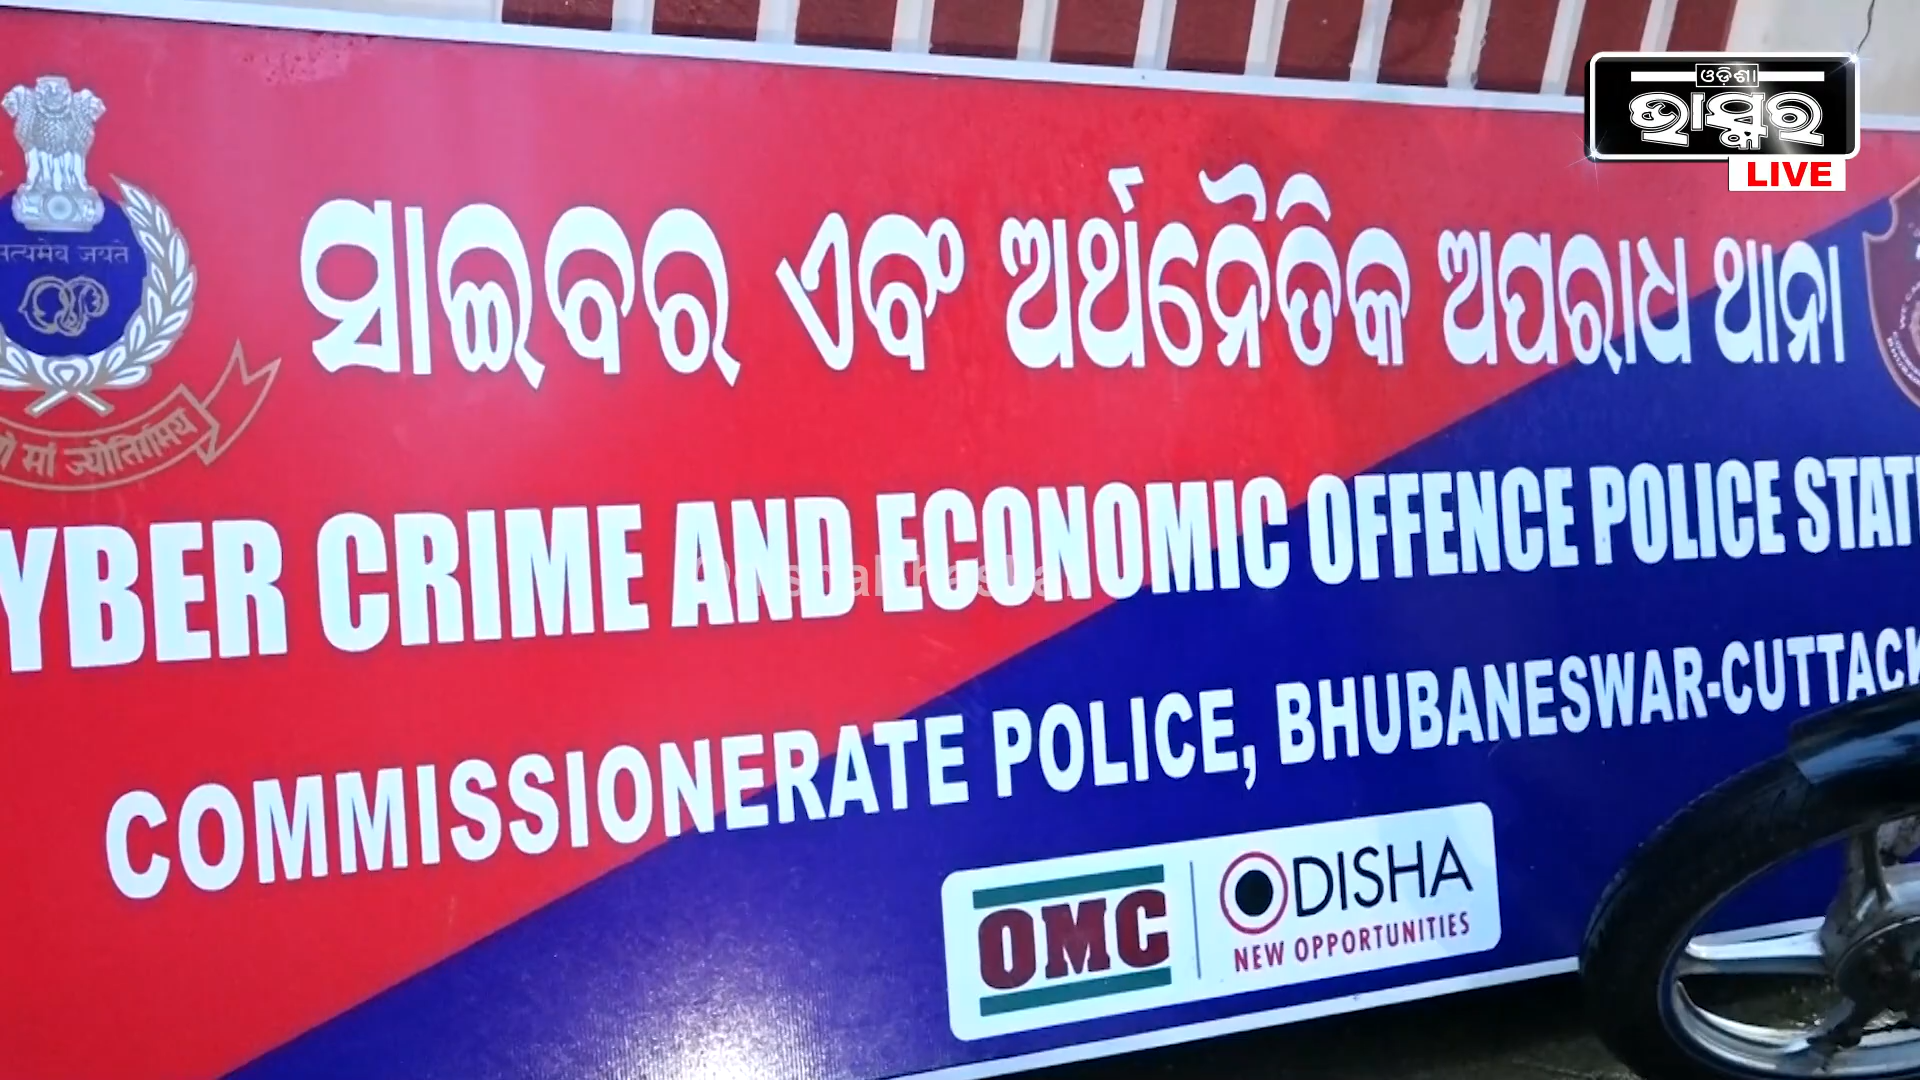 ଓଡ଼ିଶା
ଭାସ୍କର
LIVE
सत्यमेव जयते
मां ज्योतिर्गमय
ସାଇବର ଏବଂ ଅର୍ଥନୈତିକ ଅପରାଧ ଥାନା
YBER CRIME AND ECONOMIC OFFENCE POLICE STAT
COMMISSIONERATE POLICE, BHUBANESWAR-CUTTACK
OMC
ODISHA
NEW OPPORTUNITIES